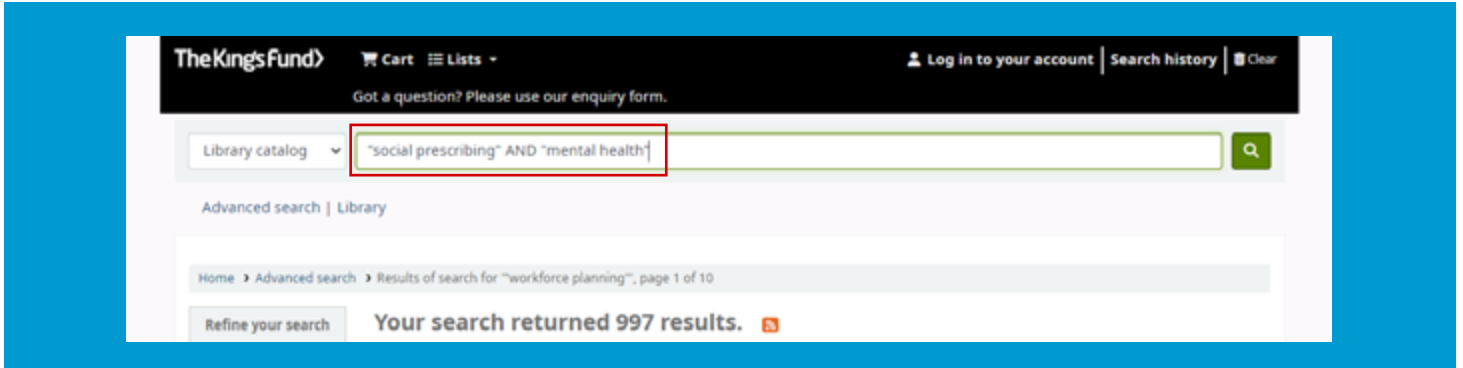 TheKingsFund> Cart Lists Log in to your account Search history Clear
Got a question? Please use our enquiry form.
Library catalog "social prescribing" AND "mental health"
Advanced search | Library
Home > Advanced search > Results of search for '"workforce planning"', page 1 of 10
Refine your search Your search returned 997 results.